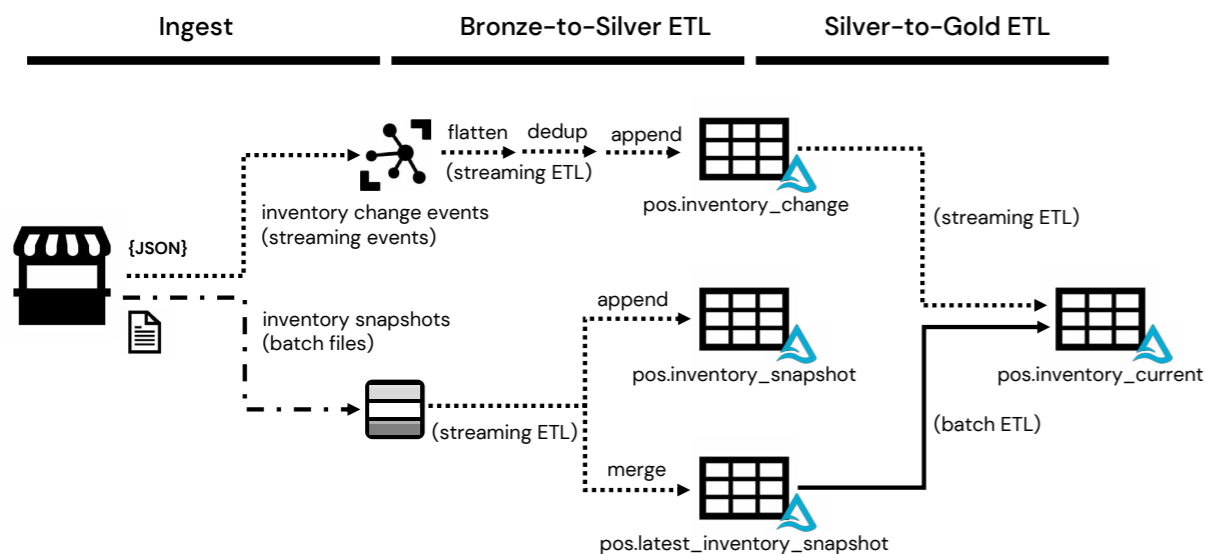 Ingest
Bronze-to-Silver ETL
Silver-to-Gold ETL
flatten
dedup
append
(streaming ETL)
pos.inventory_change
inventory change events
(streaming events)
(streaming ETL)
{JSON}
inventory snapshots
(batch files)
append
pos.inventory_snapshot
pos.inventory_current
(streaming ETL)
(batch ETL)
merge
pos.latest_inventory_snapshot